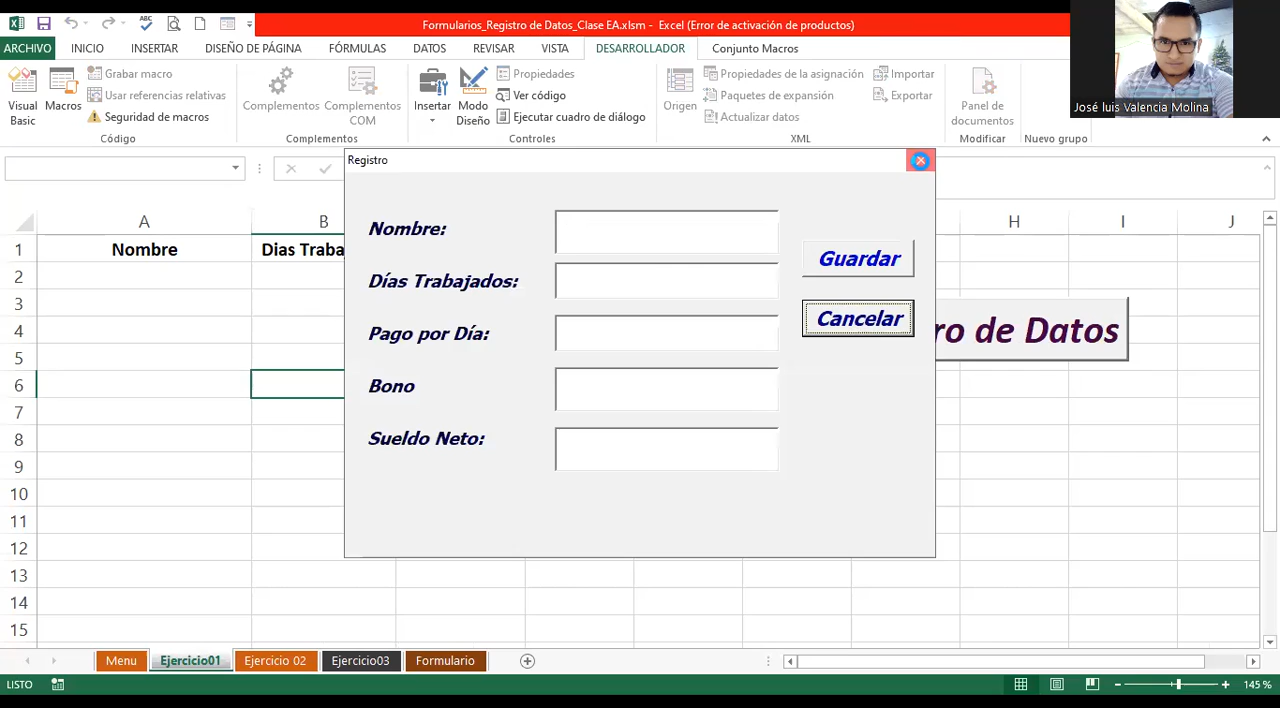 Formularios_Registro de Datos_Clase EA.xlsm - Excel (Error de activación de productos)
ARCHIVO INICIO INSERTAR DISEÑO DE PÁGINA FÓRMULAS DATOS REVISAR VISTA DESARROLLADOR Conjunto Macros
ABC
Visual Basic
Macros
Grabar macro
Usar referencias relativas
Seguridad de macros
Código
Complementos
Complementos COM
Complementos
Insertar
Modo Diseño
Propiedades
Ver código
Ejecutar cuadro de diálogo
Controles
Origen
Propiedades de la asignación
Paquetes de expansión
Actualizar datos
Importar
Exportar
XML
Panel de documentos
Modificar
Nuevo grupo
José luis Valencia Molina
Registro
Nombre:
Días Trabajados:
Pago por Día:
Bono
Sueldo Neto:
Guardar
Cancelar
A B H I J
1 Nombre Dias Traba
2
3
4
ro de Datos
5
6
7
8
9
10
11
12
13
14
15
Menu Ejercicio01 Ejercicio 02 Ejercicio03 Formulario
LISTO 145 %